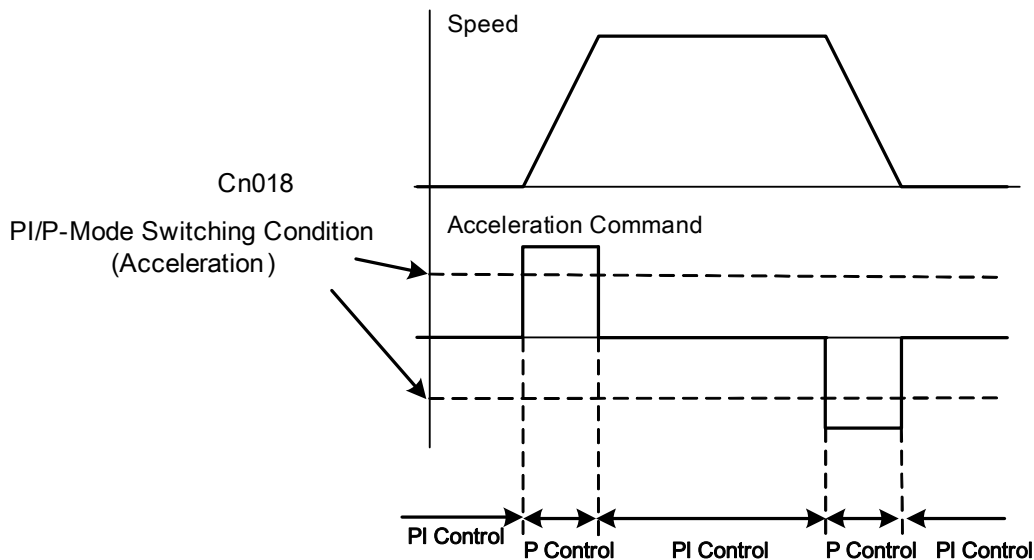 Speed
Cn018
PI/P-Mode Switching Condition
(Acceleration)
Acceleration Command
PI Control
P Control
PI Control
P Control
PI Control